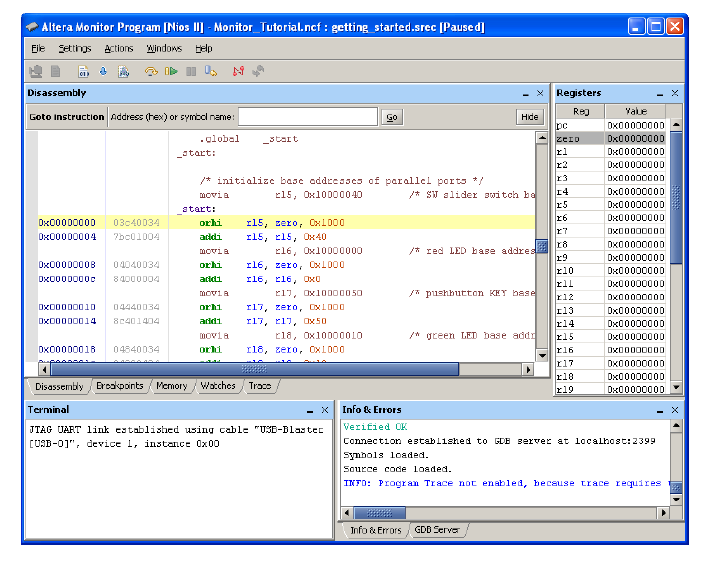 Altera Monitor Program [Nios II] - Monitor_Tutorial.ncf : getting_started.srec [Paused]
File Settings Actions Windows Help
Disassembly
Goto instruction Address (hex) or symbol name: Go Hide
.global _start
_start:
/* initialize base addresses of parallel ports */
movia r15, 0x10000040 /* SW slider switch ba
_start:
0x00000000 03c40034 orhi r15, zero, 0x1000
0x00000004 7bc01004 addi r15, r15, 0x40
movia r16, 0x10000000 /* red LED base addres
0x00000008 04040034 orhi r16, zero, 0x1000
0x0000000c 84000004 addi r16, r16, 0x0
movia r17, 0x10000050 /* pushbutton KEY base
0x00000010 04440034 orhi r17, zero, 0x1000
0x00000014 8c401404 addi r17, r17, 0x50
movia r18, 0x10000010 /* green LED base addr
0x00000018 04840034 orhi r18, zero, 0x1000
Disassembly Breakpoints Memory Watches Trace
Registers
Reg Value
pc 0x00000000
zero 0x00000000
r1 0x00000000
r2 0x00000000
r3 0x00000000
r4 0x00000000
r5 0x00000000
r6 0x00000000
r7 0x00000000
r8 0x00000000
r9 0x00000000
r10 0x00000000
r11 0x00000000
r12 0x00000000
r13 0x00000000
r14 0x00000000
r15 0x00000000
r16 0x00000000
r17 0x00000000
r18 0x00000000
r19 0x00000000
Terminal
JTAG UART link established using cable "USB-Blaster
[USB-0]", device 1, instance 0x00
Info & Errors
Verified OK
Connection established to GDB server at localhost:2399
Symbols loaded.
Source code loaded.
INFO: Program Trace not enabled, because trace requires
Info & Errors GDB Server